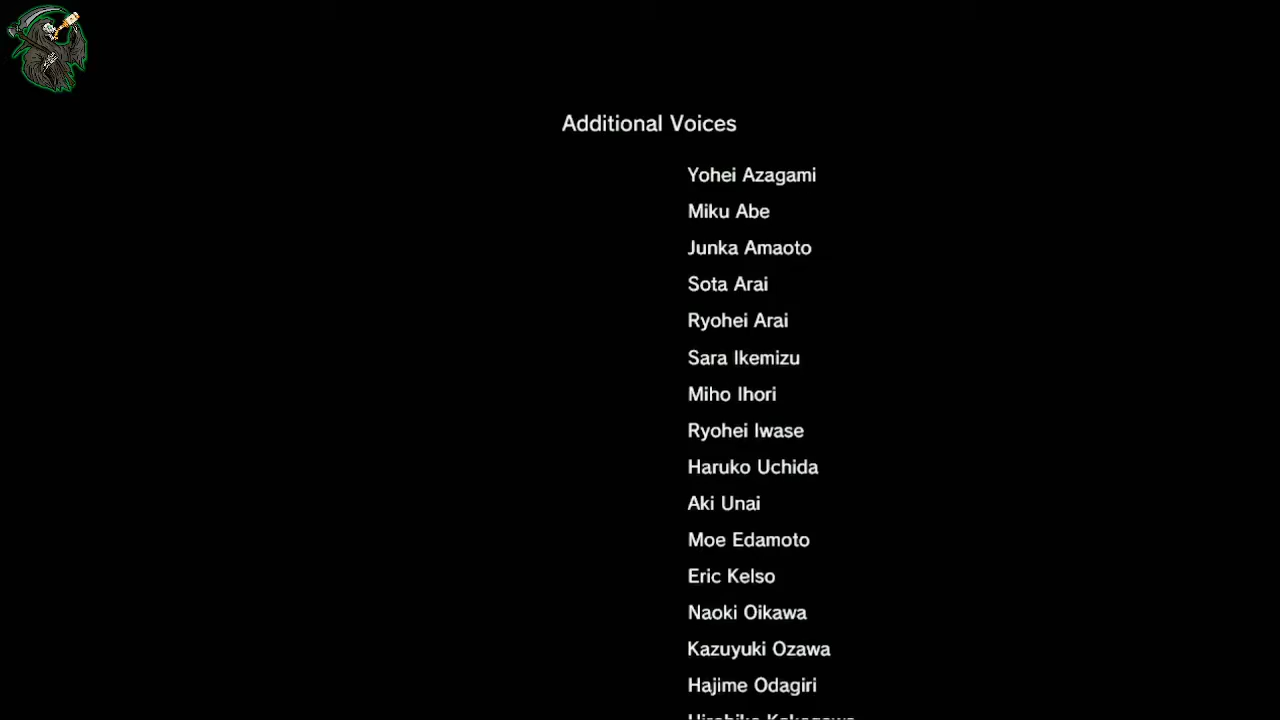 Additional Voices
Yohei Azagami
Miku Abe
Junka Amaoto
Sota Arai
Ryohei Arai
Sara Ikemizu
Miho Ihori
Ryohei Iwase
Haruko Uchida
Aki Unai
Moe Edamoto
Eric Kelso
Naoki Oikawa
Kazuyuki Ozawa
Hajime Odagiri